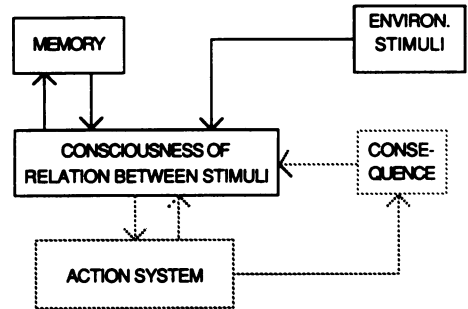 ENVIRON.
STIMULI
MEMORY
CONSCIOUSNESS OF
RELATION BETWEEN STIMULI
CONSE-
QUENCE
ACTION SYSTEM